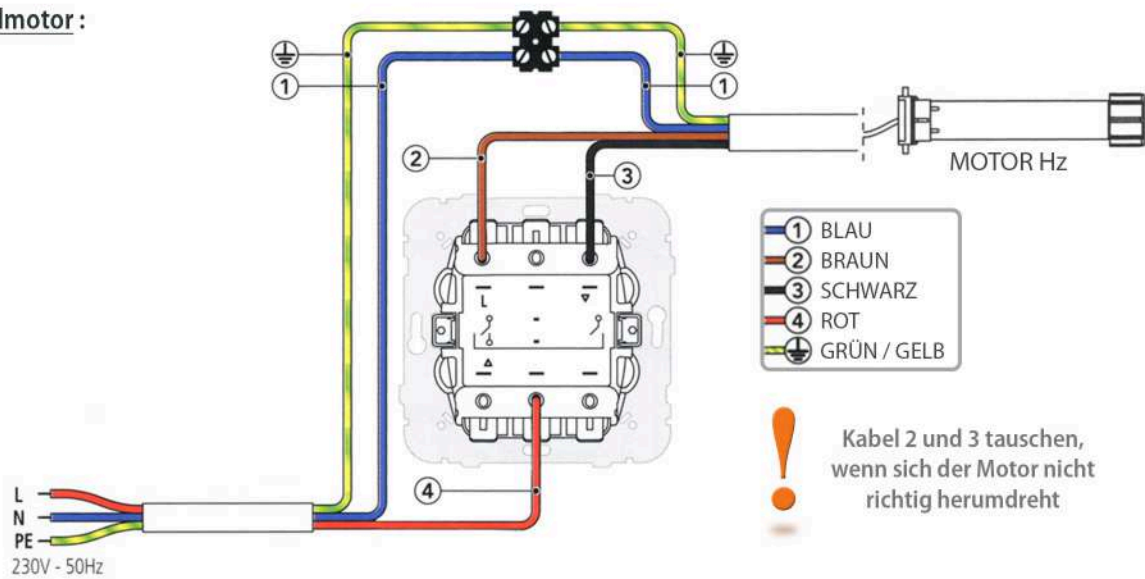 lmotor :
1
1
2
3
MOTOR Hz
1 BLAU
2 BRAUN
3 SCHWARZ
4 ROT
GRÜN / GELB
L
4
Kabel 2 und 3 tauschen,
wenn sich der Motor nicht
richtig herumdreht
L
N
PE
230V - 50Hz